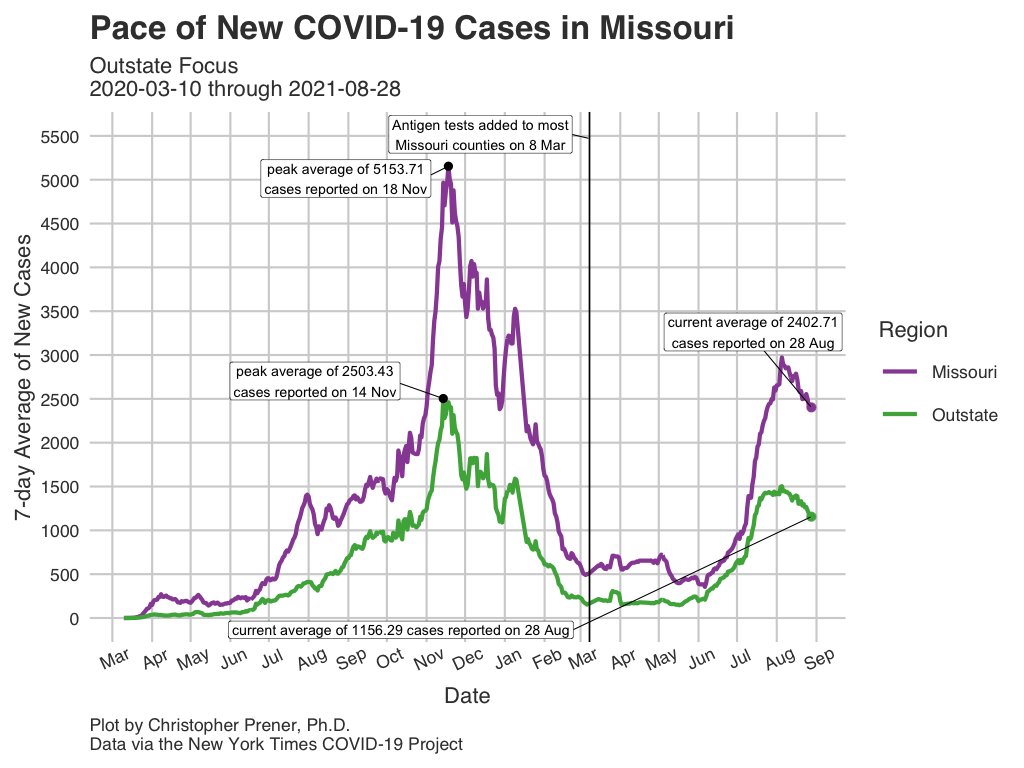 Pace of New COVID-19 Cases in Missouri
Outstate Focus
2020-03-10 through 2021-08-28
Antigen tests added to most
Missouri counties on 8 Mar
peak average of 5153.71
cases reported on 18 Nov
current average of 2402.71
cases reported on 28 Aug
peak average of 2503.43
cases reported on 14 Nov
current average of 1156.29 cases reported on 28 Aug
7-day Average of New Cases
5500
5000
4500
4000
3500
3000
2500
2000
1500
1000
500
0
Mar Apr May Jun Jul Aug Sep Oct Nov Dec Jan Feb Mar Apr May Jun Jul Aug Sep
Date
Region
Missouri
Outstate
Plot by Christopher Prener, Ph.D.
Data via the New York Times COVID-19 Project